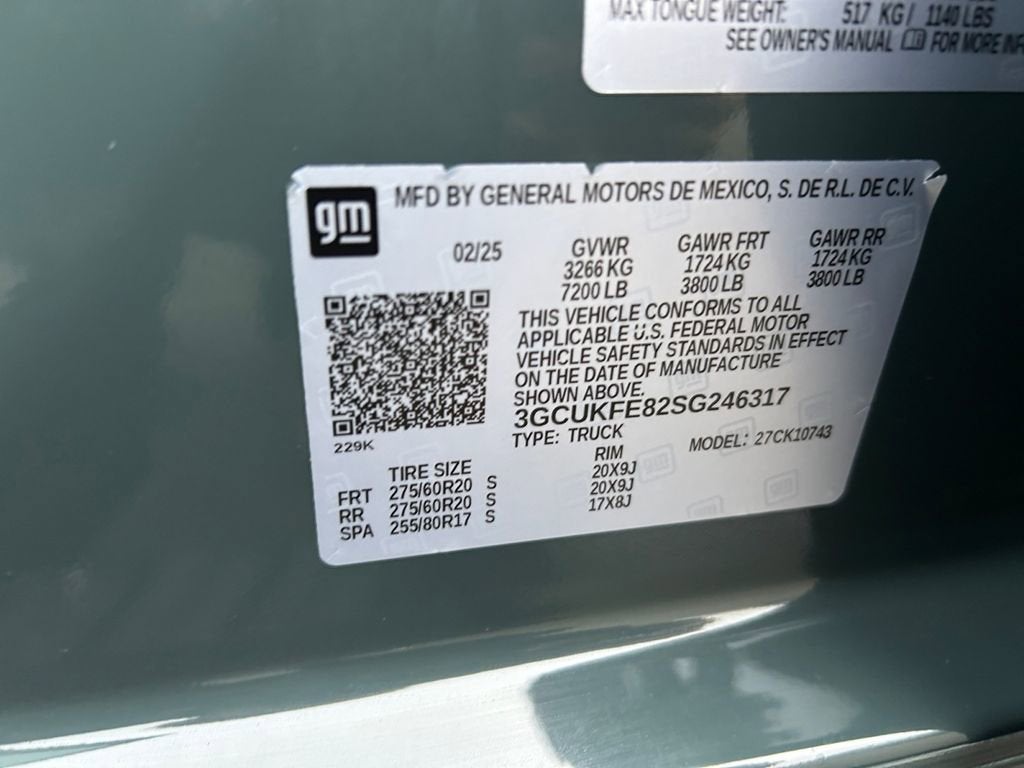 MAX TONGUE WEIGHT: 517 KG / 1140 LBS
SEE OWNER'S MANUAL FOR MORE INF
gm MFD BY GENERAL MOTORS DE MEXICO, S. DE R.L. DE C.V.
02/25 GVWR GAWR FRT GAWR RR
3266 KG 1724 KG 1724 KG
7200 LB 3800 LB 3800 LB
THIS VEHICLE CONFORMS TO ALL
APPLICABLE U.S. FEDERAL MOTOR
VEHICLE SAFETY STANDARDS IN EFFECT
ON THE DATE OF MANUFACTURE
SHOWN ABOVE.
3GCUKFE82SG246317
229K TYPE: TRUCK MODEL: 27CK10743
TIRE SIZE RIM
FRT 275/60R20 S 20X9J
RR 275/60R20 S 20X9J
SPA 255/80R17 S 17X8J